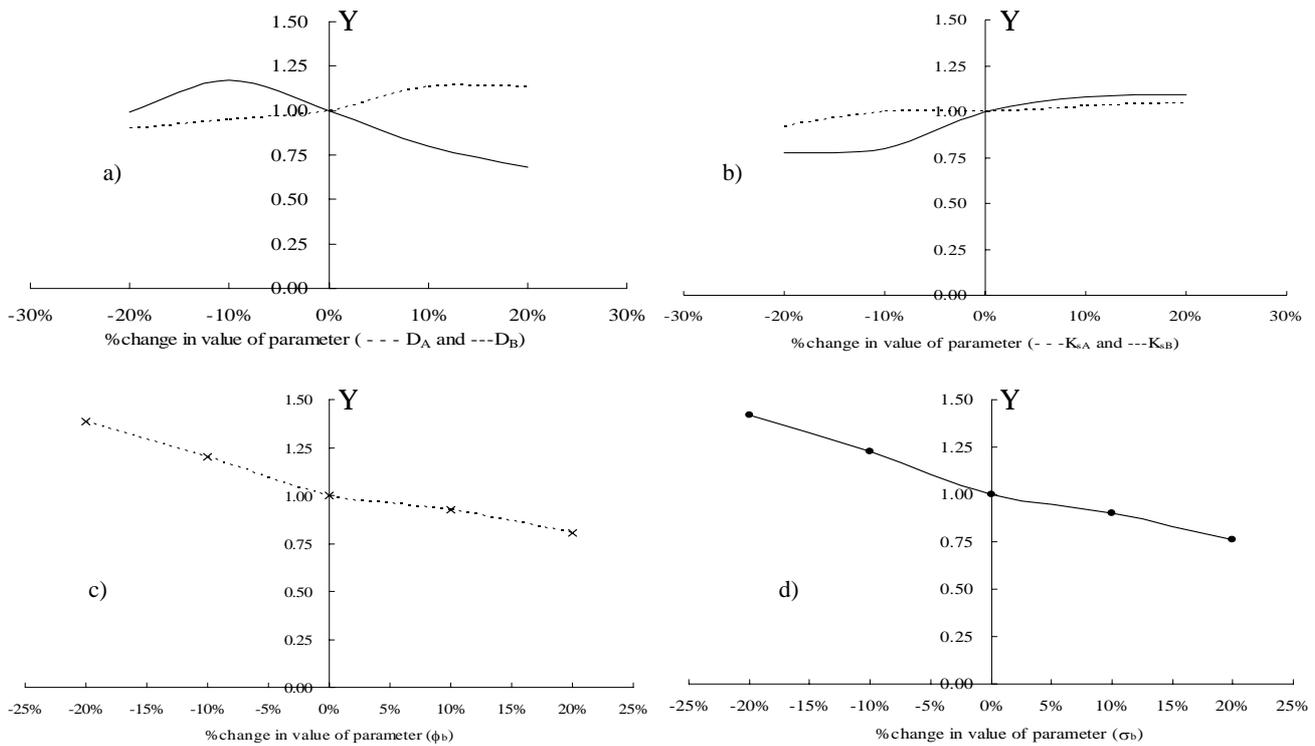 Y
1.50
1.25
1.00
0.75
0.50
0.25
0.00
a)
-30% -20% -10% 0% 10% 20% 30%
%change in value of parameter ( - - - D_A and ---D_B)
Y
1.50
1.25
1.00
0.75
0.50
0.25
0.00
b)
-30% -20% -10% 0% 10% 20% 30%
%change in value of parameter (- - -K_sA and ---K_sB)
Y
1.50
1.25
1.00
0.75
0.50
0.25
0.00
c)
-25% -20% -15% -10% -5% 0% 5% 10% 15% 20% 25%
%change in value of parameter (ϕ_b)
Y
1.50
1.25
1.00
0.75
0.50
0.25
0.00
d)
-25% -20% -15% -10% -5% 0% 5% 10% 15% 20% 25%
%change in value of parameter (σ_b)